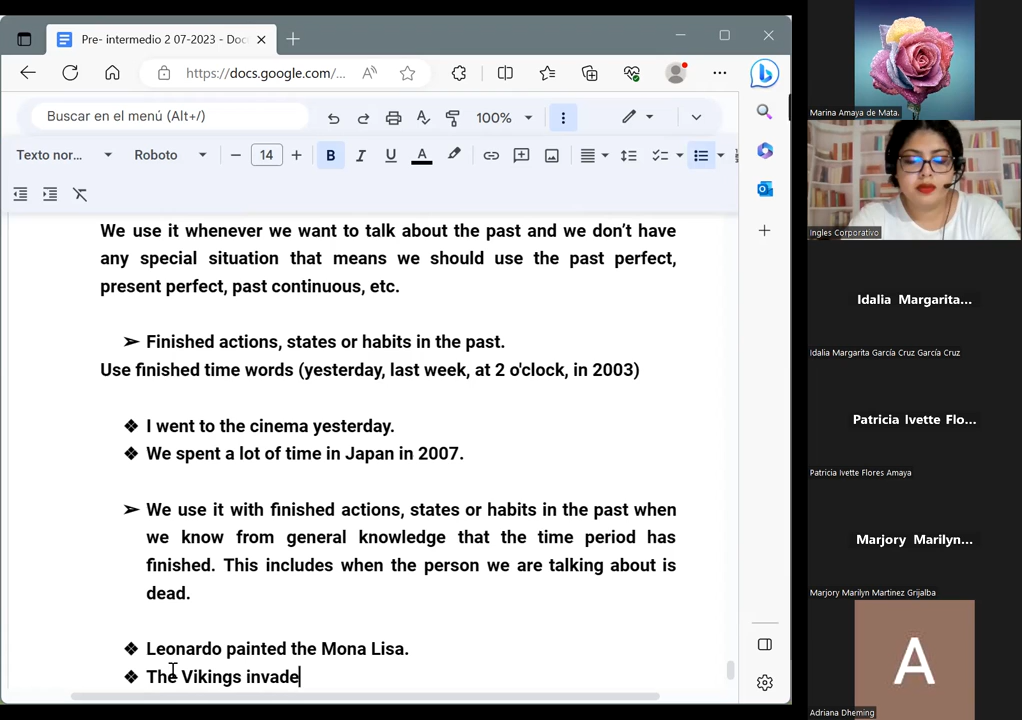 Pre- intermedio 2 07-2023 - Doc
https://docs.google.com/...
Buscar en el menú (Alt+/)
100%
Texto nor...
Roboto
14
B I U A
We use it whenever we want to talk about the past and we don’t have
any special situation that means we should use the past perfect,
present perfect, past continuous, etc.
➢ Finished actions, states or habits in the past.
Use finished time words (yesterday, last week, at 2 o'clock, in 2003)
❖ I went to the cinema yesterday.
❖ We spent a lot of time in Japan in 2007.
➢ We use it with finished actions, states or habits in the past when
we know from general knowledge that the time period has
finished. This includes when the person we are talking about is
dead.
❖ Leonardo painted the Mona Lisa.
❖ The Vikings invade
Marina Amaya de Mata.
Ingles Corporativo
Idalia Margarita...
Idalia Margarita García Cruz García Cruz
Patricia Ivette Flo...
Patricia Ivette Flores Amaya
Marjory Marilyn...
Marjory Marilyn Martinez Grijalba
A
Adriana Dheming